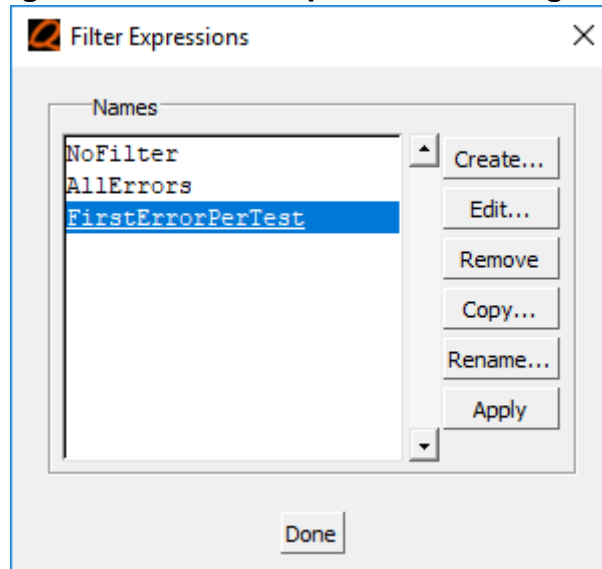 Filter Expressions
Names
NoFilter
AllErrors
FirstErrorPerTest
Create...
Edit...
Remove
Copy...
Rename...
Apply
Done